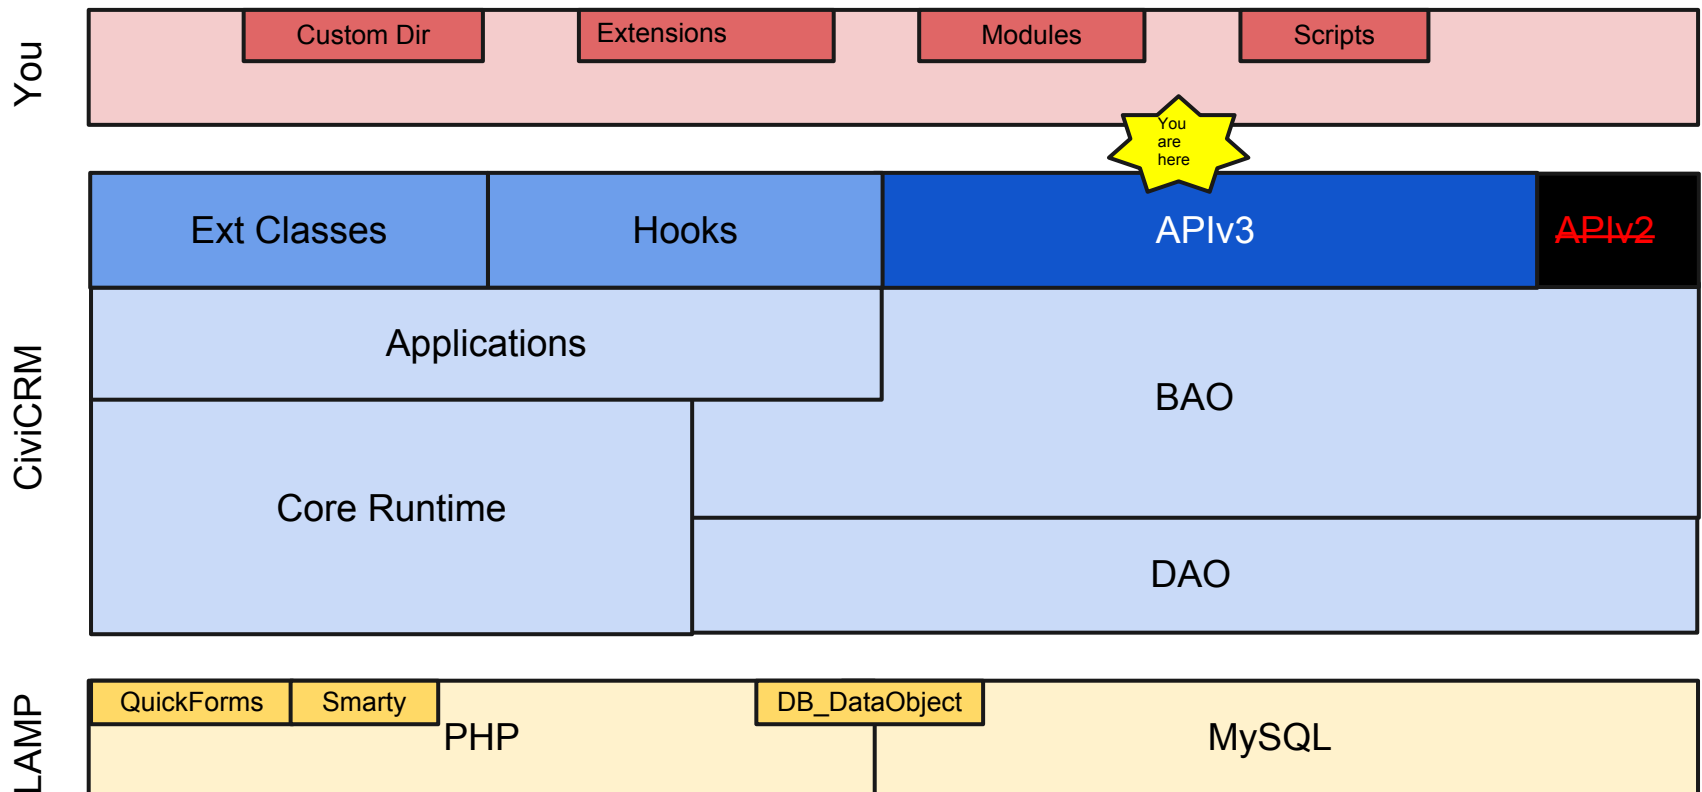 You
Custom Dir
Extensions
Modules
Scripts
You
are
here
CiviCRM
Ext Classes
Hooks
APIv3
APIv2
Applications
BAO
Core Runtime
DAO
LAMP
QuickForms
Smarty
DB_DataObject
PHP
MySQL